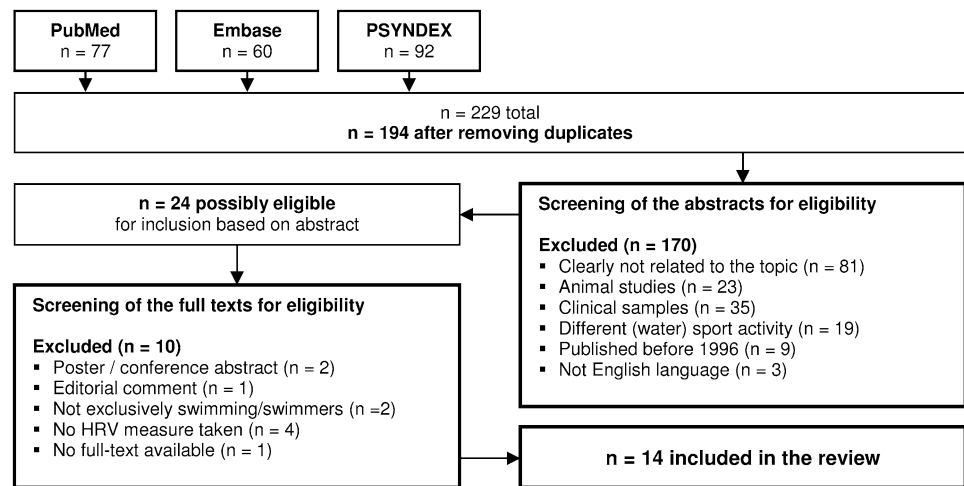 PubMed
n = 77
Embase
n = 60
PSYNDEX
n = 92
n = 229 total
n = 194 after removing duplicates
Screening of the abstracts for eligibility
Excluded (n = 170)
▪ Clearly not related to the topic (n = 81)
▪ Animal studies (n = 23)
▪ Clinical samples (n = 35)
▪ Different (water) sport activity (n = 19)
▪ Published before 1996 (n = 9)
▪ Not English language (n = 3)
n = 24 possibly eligible
for inclusion based on abstract
Screening of the full texts for eligibility
Excluded (n = 10)
▪ Poster / conference abstract (n = 2)
▪ Editorial comment (n = 1)
▪ Not exclusively swimming/swimmers (n =2)
▪ No HRV measure taken (n = 4)
▪ No full-text available (n = 1)
n = 14 included in the review